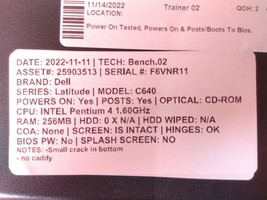 11/14/2022
Trainer 02
QOH: 2
Power On Tested, Powers On & Posts/Boots To Bios.
DATE: 2022-11-11 | TECH: Bench.02
ASSET#: 25903513 | SERIAL #: F6VNR11
BRAND: Dell
SERIES: Latitude | MODEL: C640
POWERS ON: Yes | POSTS: Yes | OPTICAL: CD-ROM
CPU: INTEL Pentium 4 1.60GHz
RAM: 256MB | HDD: 0 X N/A | HDD WIPED: N/A
COA: None | SCREEN: IS INTACT | HINGES: OK
BIOS PW: No | SPLASH SCREEN: NO
NOTES: -Small crack in bottom
- no caddy